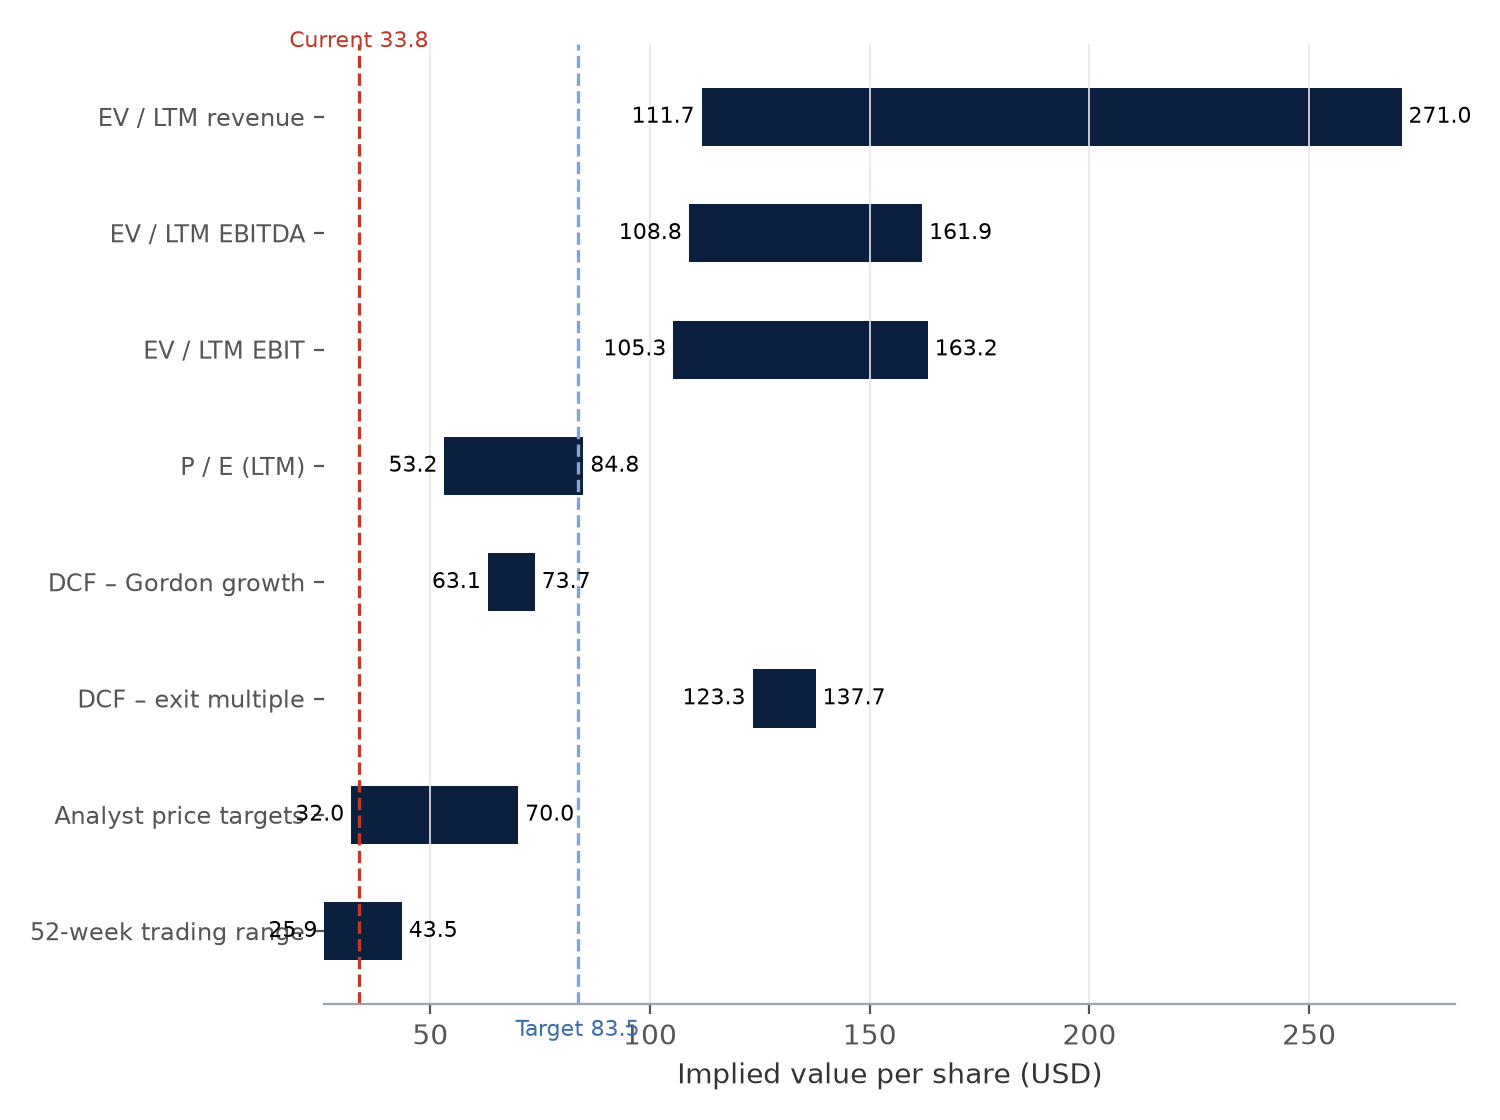 Current 33.8
EV / LTM revenue 111.7 271.0
EV / LTM EBITDA 108.8 161.9
EV / LTM EBIT 105.3 163.2
P / E (LTM) 53.2 84.8
DCF – Gordon growth 63.1 73.7
DCF – exit multiple 123.3 137.7
Analyst price targets 32.0 70.0
52-week trading range 25.9 43.5
Target 83.5
50 100 150 200 250
Implied value per share (USD)